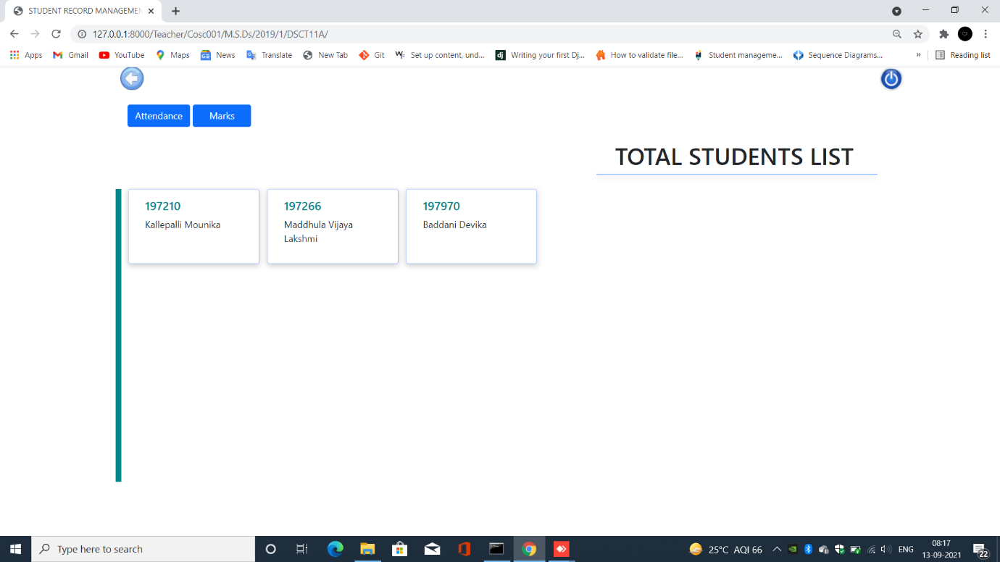 STUDENT RECORD MANAGEMEN
127.0.0.1:8000/Teacher/Cosc001/M.S.Ds/2019/1/DSCT11A/
Apps Gmail YouTube Maps News Translate New Tab Git Set up content, und... Writing your first Dj... How to validate file... Student manageme... Sequence Diagrams... » Reading list
Attendance Marks
TOTAL STUDENTS LIST
197210
Kallepalli Mounika
197266
Maddhula Vijaya
Lakshmi
197970
Baddani Devika
Type here to search
25°C AQI 66
ENG
08:17
13-09-2021
22